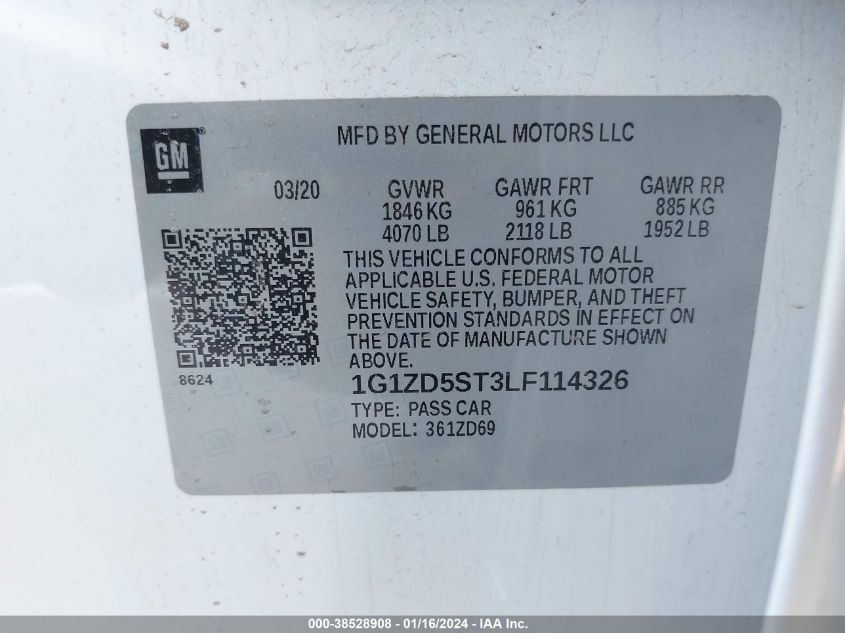 GM
MFD BY GENERAL MOTORS LLC
03/20 GVWR GAWR FRT GAWR RR
1846 KG 961 KG 885 KG
4070 LB 2118 LB 1952 LB
THIS VEHICLE CONFORMS TO ALL
APPLICABLE U.S. FEDERAL MOTOR
VEHICLE SAFETY, BUMPER, AND THEFT
PREVENTION STANDARDS IN EFFECT ON
THE DATE OF MANUFACTURE SHOWN
ABOVE.
8624
1G1ZD5ST3LF114326
TYPE: PASS CAR
MODEL: 361ZD69
000-38528908 - 01/16/2024 - IAA Inc.